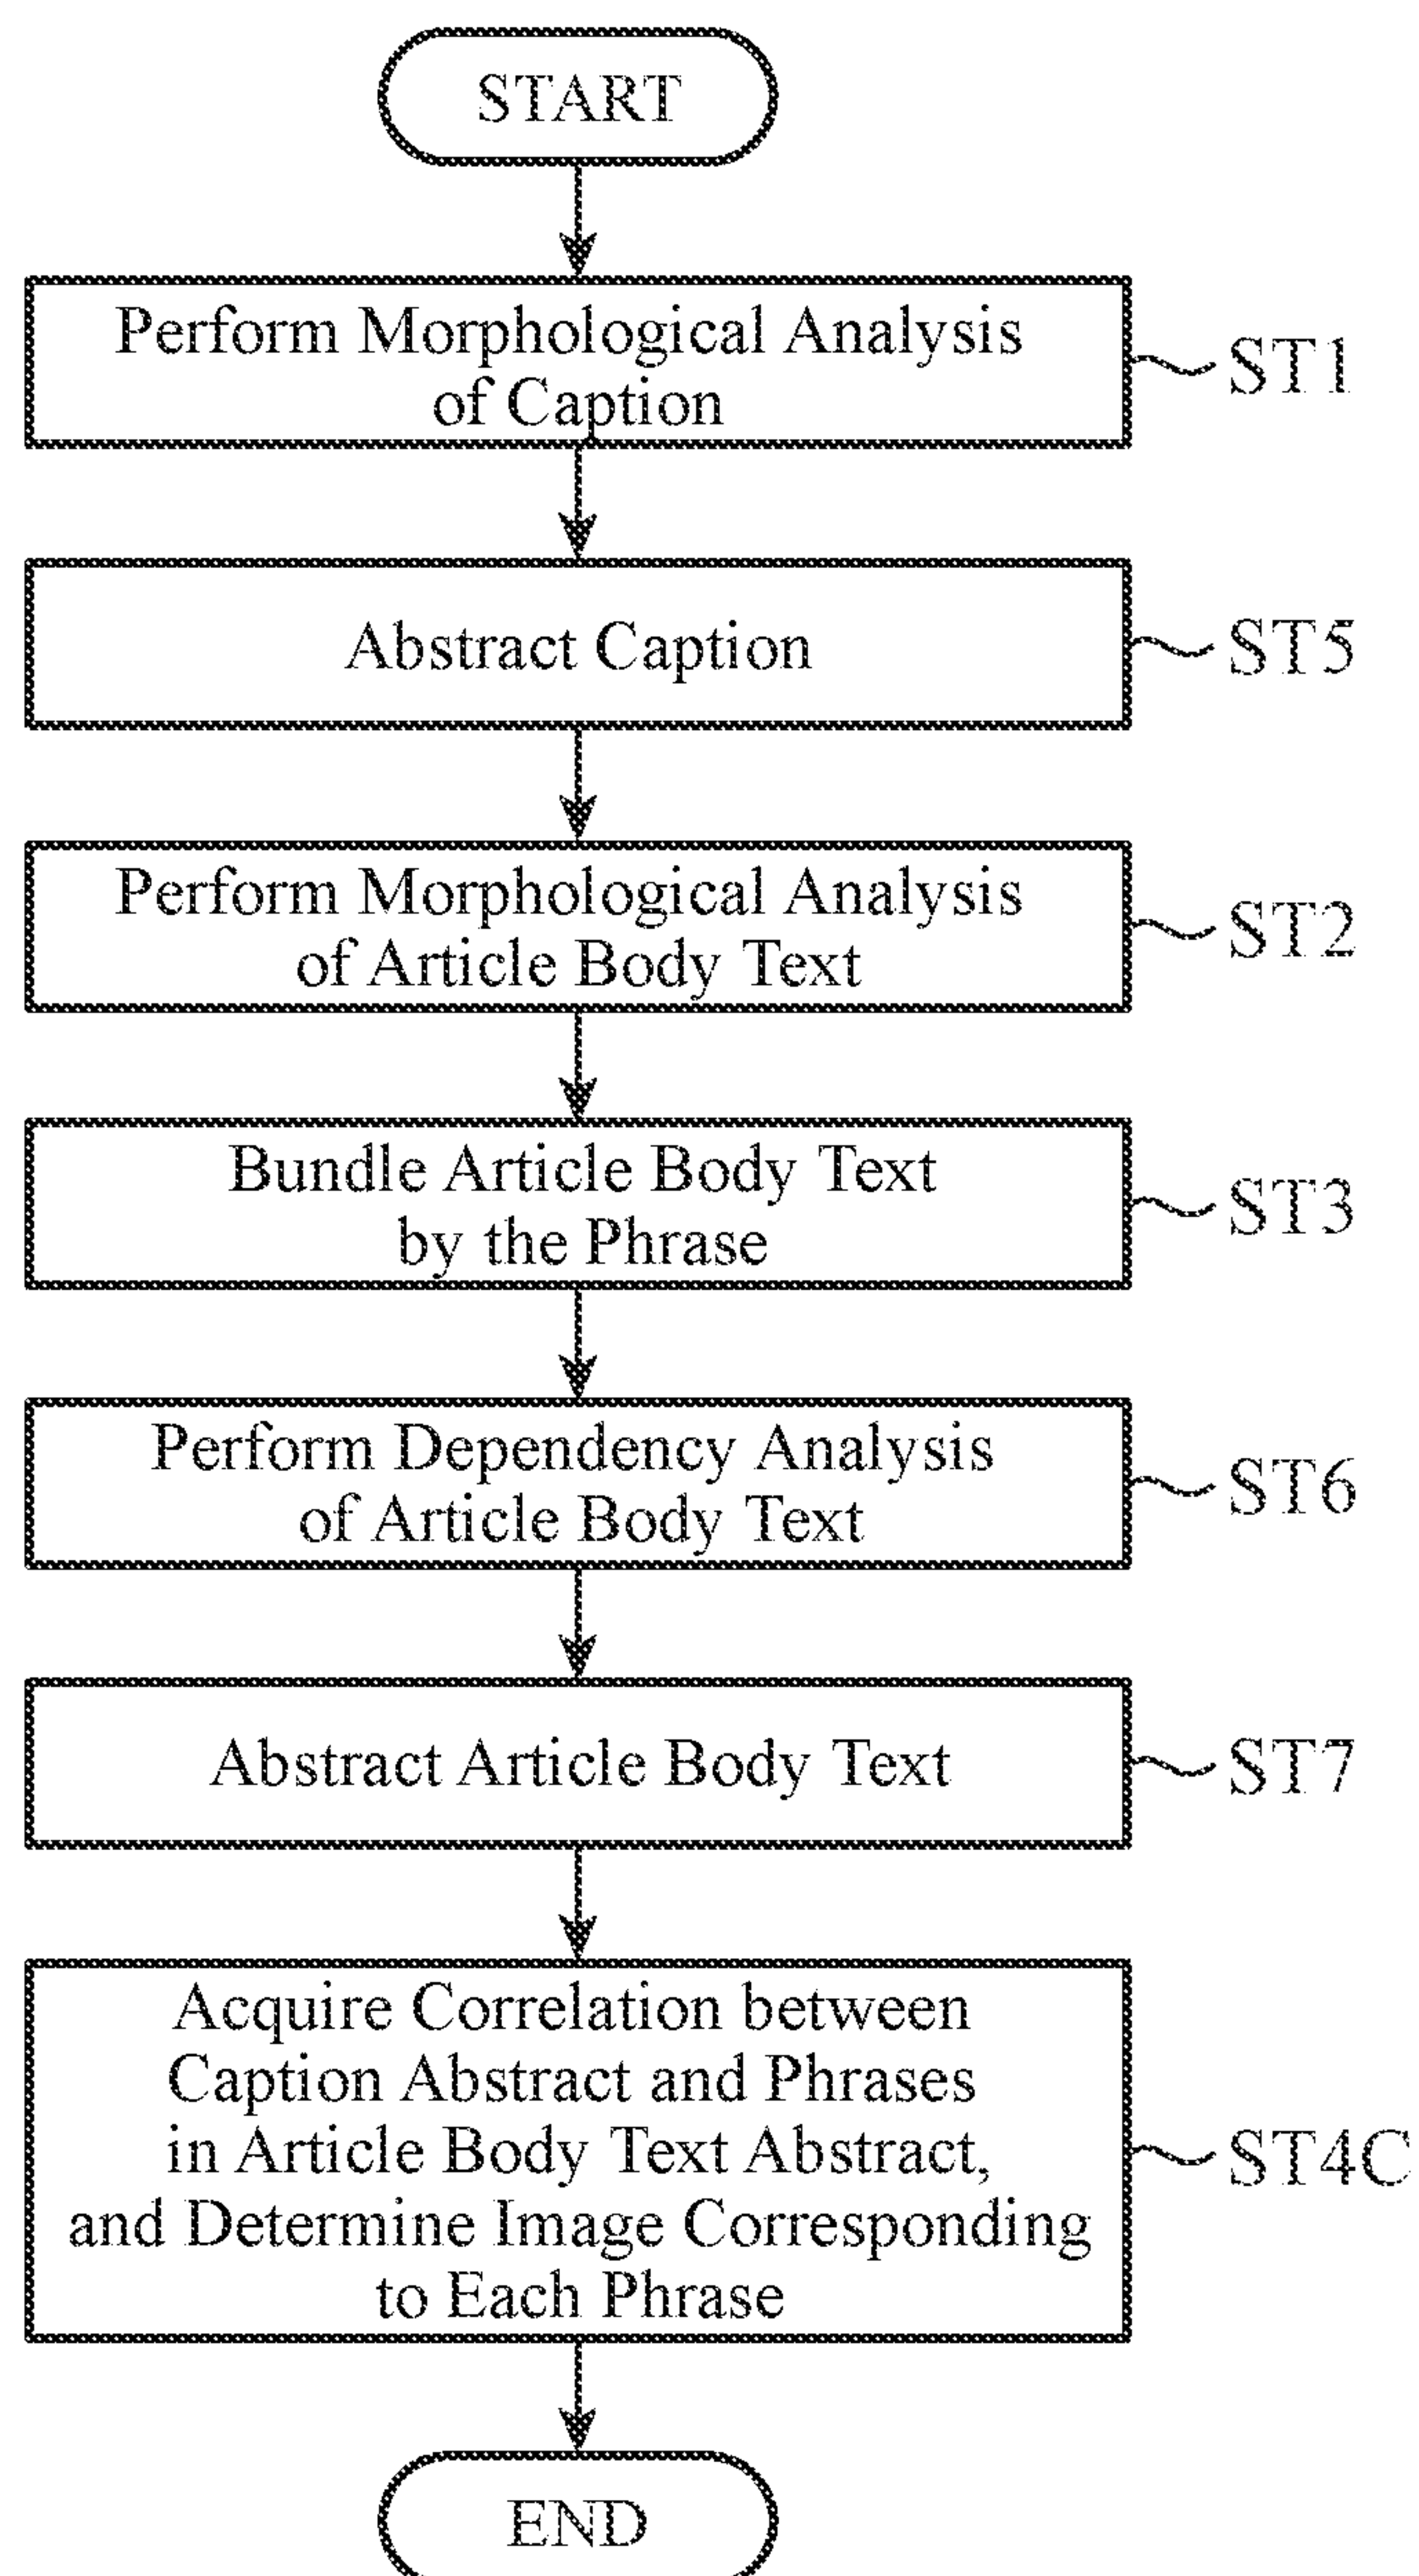 START
Perform Morphological Analysis
of Caption
ST1
Abstract Caption
ST5
Perform Morphological Analysis
of Article Body Text
ST2
Bundle Article Body Text
by the Phrase
ST3
Perform Dependency Analysis
of Article Body Text
ST6
Abstract Article Body Text
ST7
Acquire Correlation between
Caption Abstract and Phrases
in Article Body Text Abstract,
and Determine Image Corresponding
to Each Phrase
ST4C
END